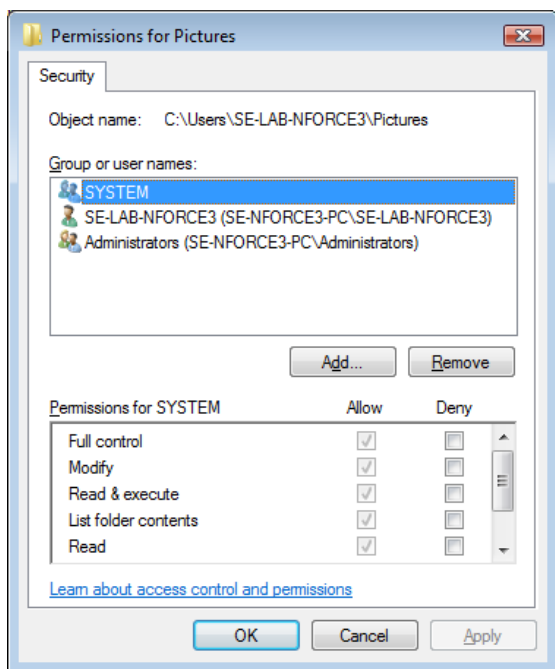 Permissions for Pictures
Security
Object name: C:\Users\SE-LAB-NFORCE3\Pictures
Group or user names:
SYSTEM
SE-LAB-NFORCE3 (SE-NFORCE3-PC\SE-LAB-NFORCE3)
Administrators (SE-NFORCE3-PC\Administrators)
Add... Remove
Permissions for SYSTEM Allow Deny
Full control
Modify
Read & execute
List folder contents
Read
Learn about access control and permissions
OK Cancel Apply